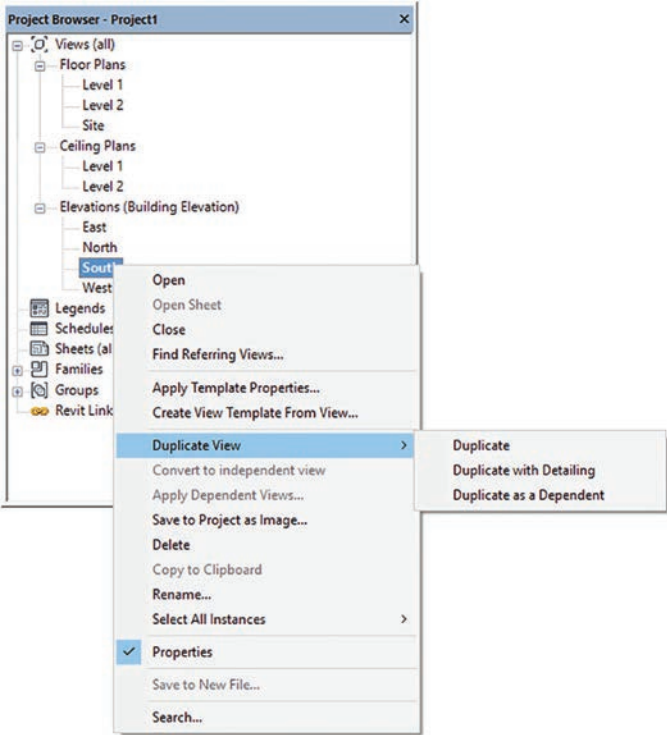 Project Browser - Project1
Views (all)
Floor Plans
Level 1
Level 2
Site
Ceiling Plans
Level 1
Level 2
Elevations (Building Elevation)
East
North
South
West
Legends
Schedules
Sheets (al
Families
Groups
Revit Link
Open
Open Sheet
Close
Find Referring Views...
Apply Template Properties...
Create View Template From View...
Duplicate View
Convert to independent view
Apply Dependent Views...
Save to Project as Image...
Delete
Copy to Clipboard
Rename...
Select All Instances
Properties
Save to New File...
Search...
Duplicate
Duplicate with Detailing
Duplicate as a Dependent